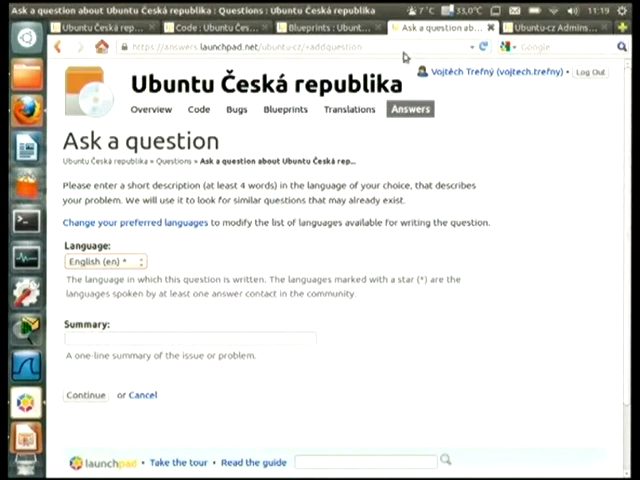 Ask a question about Ubuntu Česká republika : Questions : Ubuntu Česká republika
7°C
33,0°C
11:19
Ubuntu Česká rep...
Code : Ubuntu Čes...
Blueprints : Ubunt...
Ask a question ab...
Ubuntu-cz Admins...
https://answers.launchpad.net/ubuntu-cz/+addquestion
Google
Vojtěch Trefný (vojtech.trefny) • Log Out
Ubuntu Česká republika
Overview Code Bugs Blueprints Translations Answers
Ask a question
Ubuntu Česká republika » Questions » Ask a question about Ubuntu Česká rep...
Please enter a short description (at least 4 words) in the language of your choice, that describes
your problem. We will use it to look for similar questions that may already exist.
Change your preferred languages to modify the list of languages available for writing the question.
Language:
English (en) *
The language in which this question is written. The languages marked with a star (*) are the
languages spoken by at least one answer contact in the community.
Summary:
A one-line summary of the issue or problem.
Continue or Cancel
launchpad • Take the tour • Read the guide